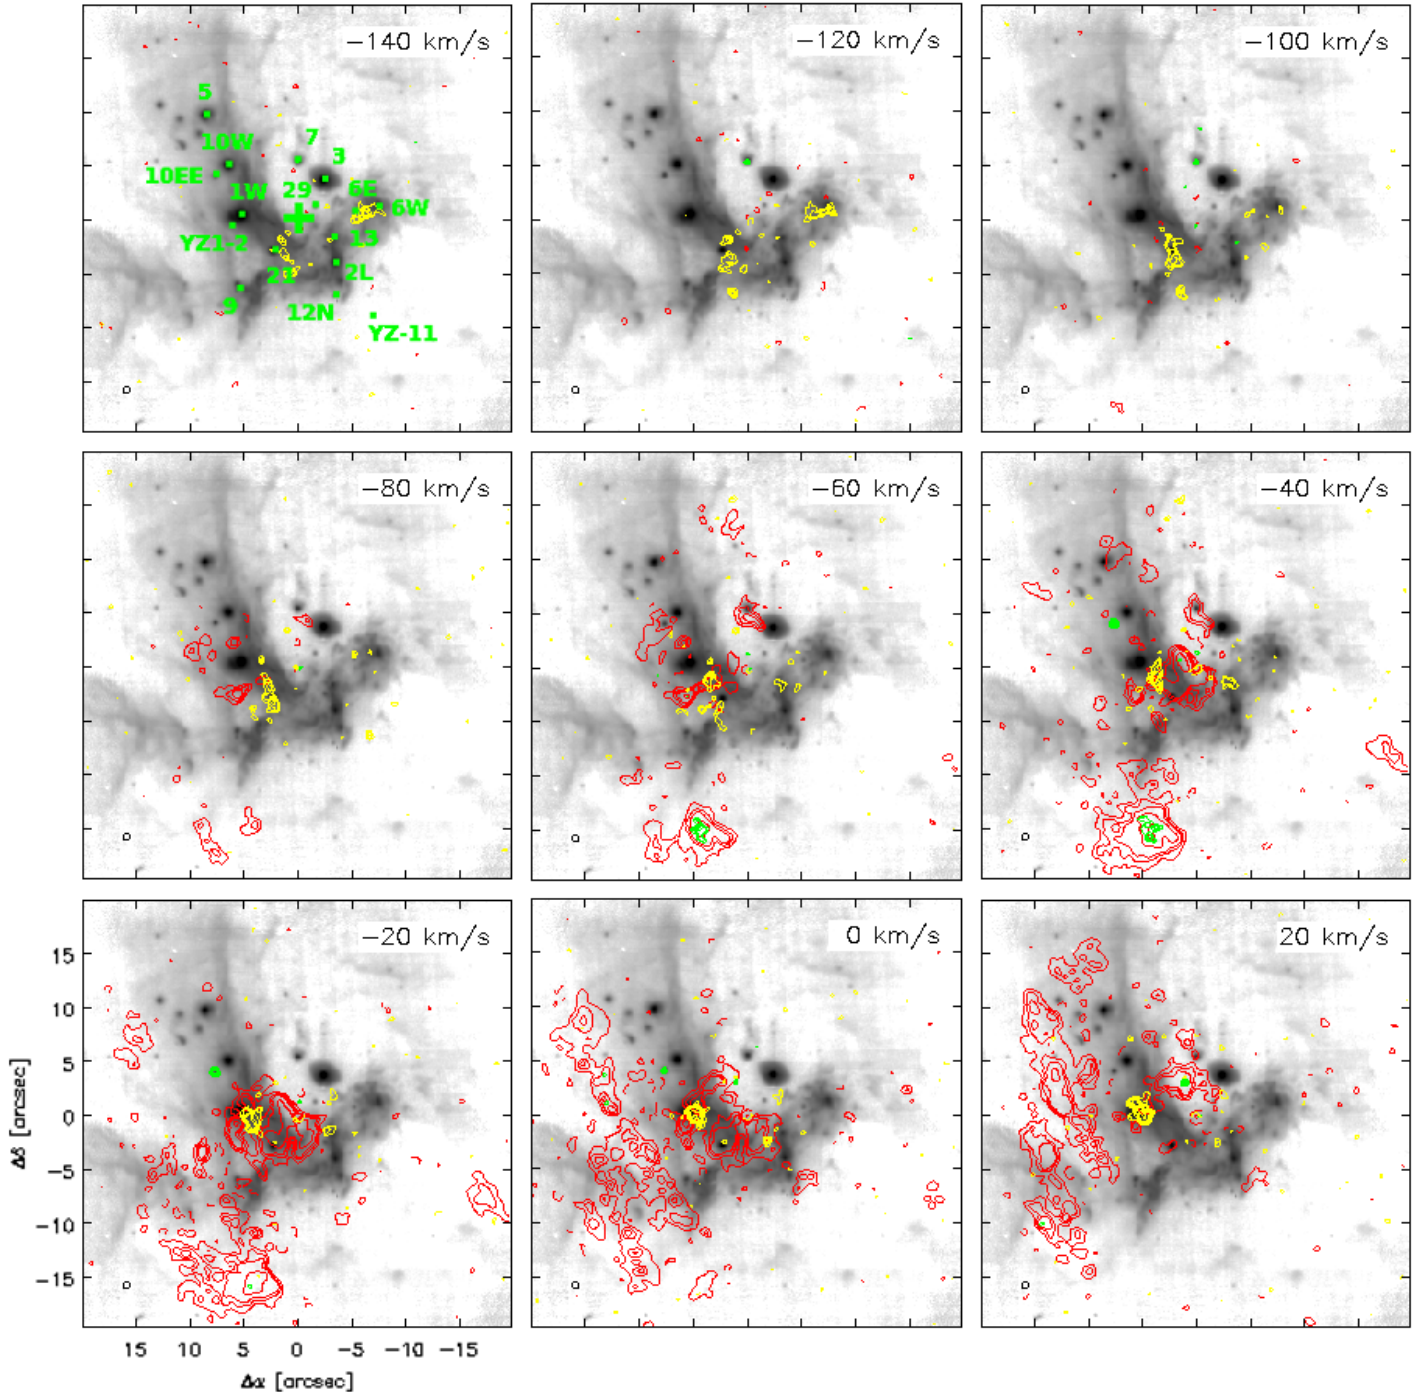 −140 km/s
−120 km/s
−100 km/s
5
10W
7
3
10EE
1W
29
6E
6W
YZ1-2
13
21
2L
9
12N
YZ-11
−80 km/s
−60 km/s
−40 km/s
−20 km/s
0 km/s
20 km/s
15
10
5
0
−5
−10
−15
Δδ [arcsec]
15 10 5 0 −5 −10 −15
Δα [arcsec]